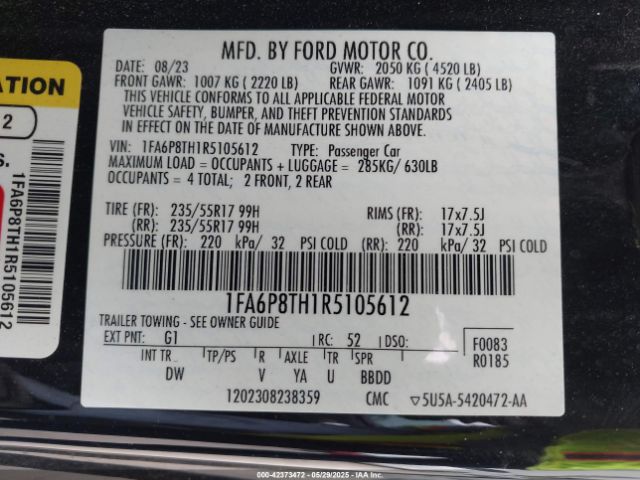 ATION
2
S.
1FA6P8TH1R5105612
MFD. BY FORD MOTOR CO.
DATE: 08/23 GVWR: 2050 KG ( 4520 LB)
FRONT GAWR: 1007 KG ( 2220 LB) REAR GAWR: 1091 KG ( 2405 LB)
THIS VEHICLE CONFORMS TO ALL APPLICABLE FEDERAL MOTOR
VEHICLE SAFETY, BUMPER, AND THEFT PREVENTION STANDARDS
IN EFFECT ON THE DATE OF MANUFACTURE SHOWN ABOVE.
VIN: 1FA6P8TH1R5105612 TYPE: Passenger Car
MAXIMUM LOAD = OCCUPANTS + LUGGAGE = 285KG/ 630LB
OCCUPANTS = 4 TOTAL; 2 FRONT, 2 REAR
TIRE (FR): 235/55R17 99H RIMS (FR): 17x7.5J
(RR): 235/55R17 99H (RR): 17x7.5J
PRESSURE (FR): 220 kPa/ 32 PSI COLD (RR): 220 kPa/ 32 PSI COLD
1FA6P8TH1R5105612
TRAILER TOWING - SEE OWNER GUIDE
EXT PNT: G1 RC: 52 DSO: F0083
R0185
INT TR TP/PS R AXLE TR SPR
DW V YA U BBDD
1202308238359 CMC ▽5U5A-5420472-AA
000-42373472 05/29/2025 IAA Inc.